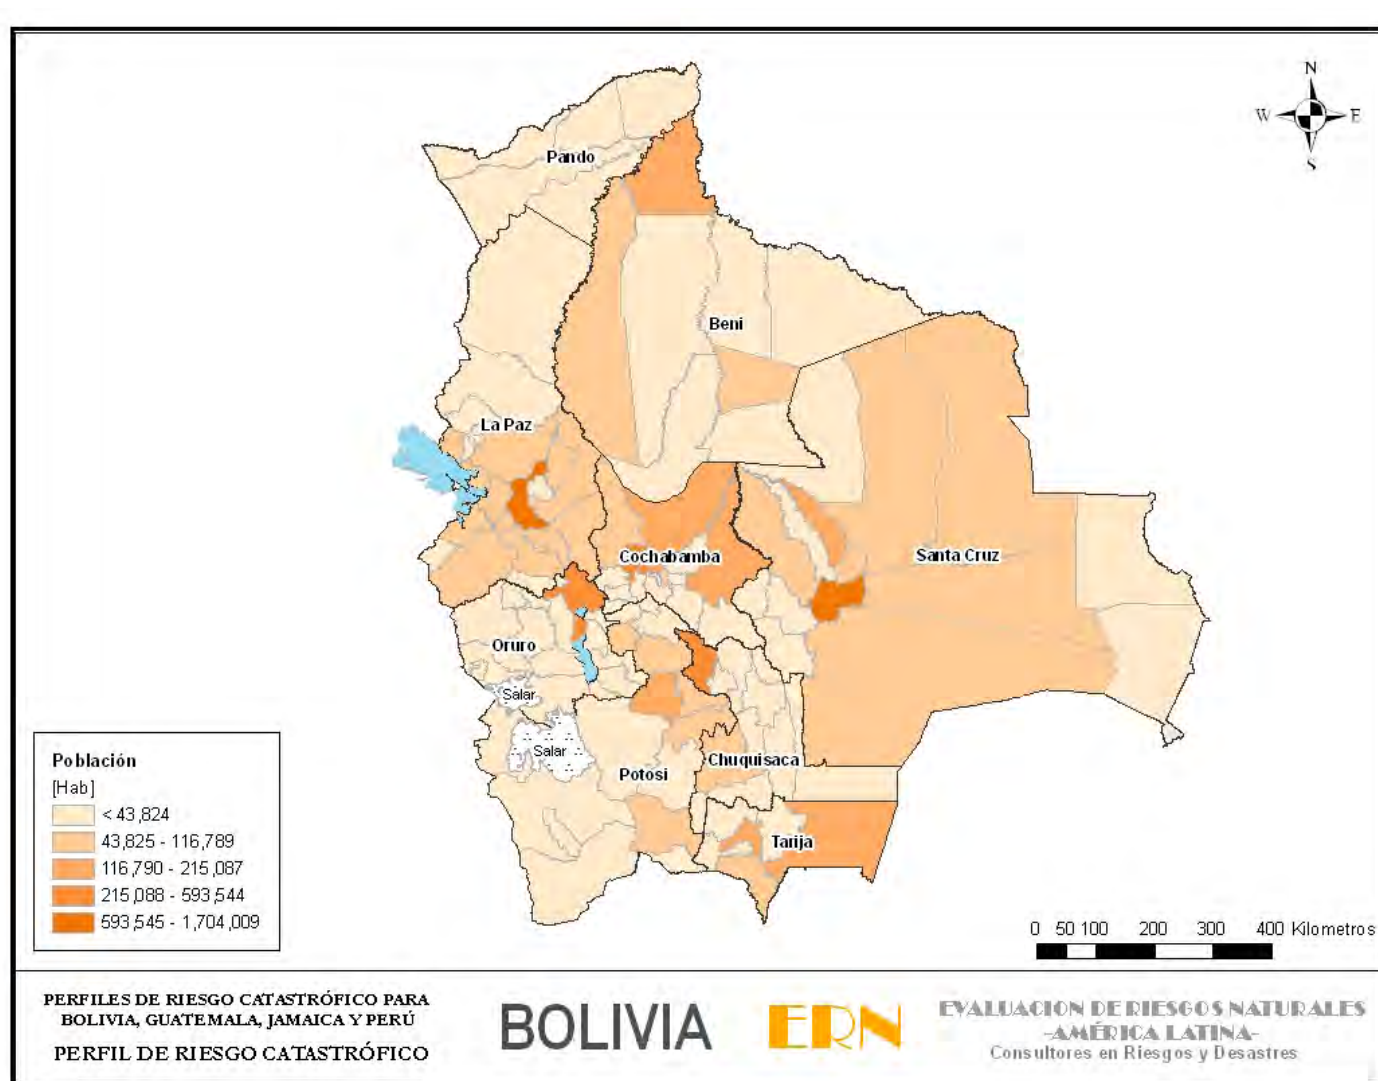 N
W E
S
Pando
Beni
La Paz
Cochabamba
Santa Cruz
Oruro
Salar
Salar
Potosi
Chuquisaca
Tarija
Población
[Hab]
< 43,824
43,825 - 116,789
116,790 - 215,087
215,088 - 593,544
593,545 - 1,704,009
0 50 100 200 300 400 Kilometros
PERFILES DE RIESGO CATASTRÓFICO PARA
BOLIVIA, GUATEMALA, JAMAICA Y PERÚ
PERFIL DE RIESGO CATASTRÓFICO
BOLIVIA
ERN
EVALUACION DE RIESGOS NATURALES
-AMÉRICA LATINA-
Consultores en Riesgos y Desastres